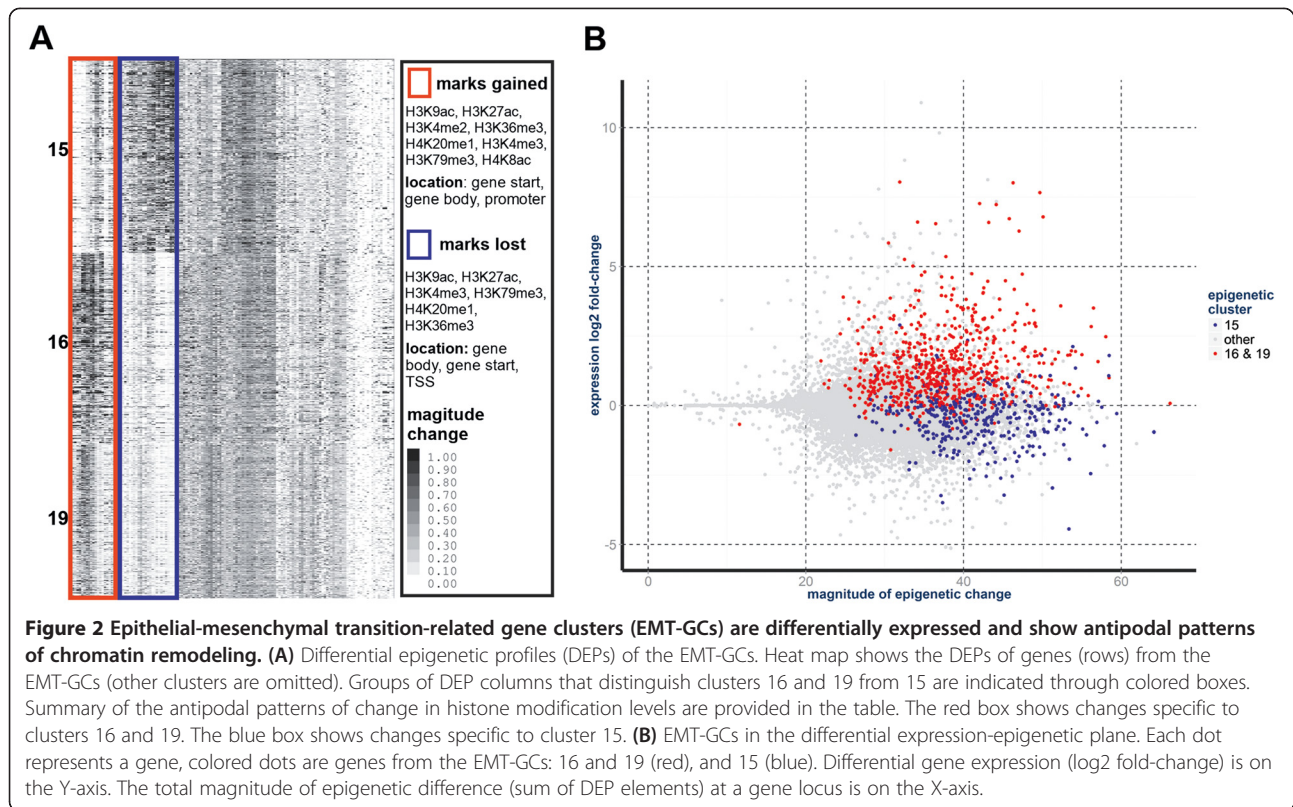 A
15
16
19
marks gained
H3K9ac, H3K27ac,
H3K4me2, H3K36me3,
H4K20me1, H3K4me3,
H3K79me3, H4K8ac
location: gene start,
gene body, promoter
marks lost
H3K9ac, H3K27ac,
H3K4me3, H3K79me3,
H4K20me1,
H3K36me3
location: gene
body, gene start,
TSS
magitude
change
1.00
0.90
0.80
0.70
0.60
0.50
0.40
0.30
0.20
0.10
0.00
B
expression log2 fold-change
10
5
0
-5
0
20
40
60
magnitude of epigenetic change
epigenetic
cluster
15
other
16 & 19
Figure 2 Epithelial-mesenchymal transition-related gene clusters (EMT-GCs) are differentially expressed and show antipodal patterns
of chromatin remodeling. (A) Differential epigenetic profiles (DEPs) of the EMT-GCs. Heat map shows the DEPs of genes (rows) from the
EMT-GCs (other clusters are omitted). Groups of DEP columns that distinguish clusters 16 and 19 from 15 are indicated through colored boxes.
Summary of the antipodal patterns of change in histone modification levels are provided in the table. The red box shows changes specific to
clusters 16 and 19. The blue box shows changes specific to cluster 15. (B) EMT-GCs in the differential expression-epigenetic plane. Each dot
represents a gene, colored dots are genes from the EMT-GCs: 16 and 19 (red), and 15 (blue). Differential gene expression (log2 fold-change) is on
the Y-axis. The total magnitude of epigenetic difference (sum of DEP elements) at a gene locus is on the X-axis.